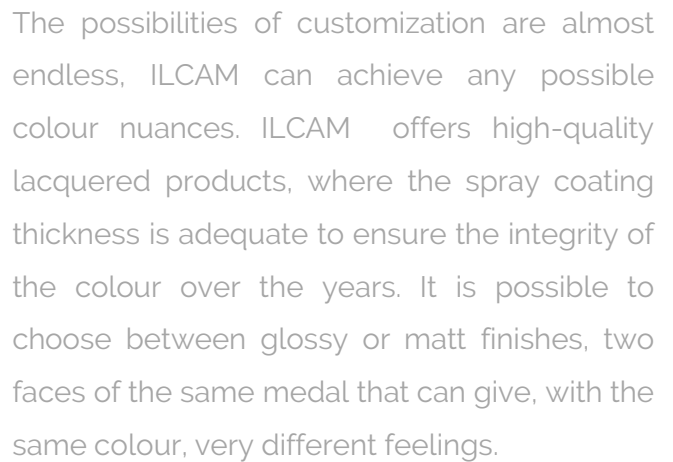 The possibilities of customization are almost
endless, ILCAM can achieve any possible
colour nuances. ILCAM offers high-quality
lacquered products, where the spray coating
thickness is adequate to ensure the integrity of
the colour over the years. It is possible to
choose between glossy or matt finishes, two
faces of the same medal that can give, with the
same colour, very different feelings.